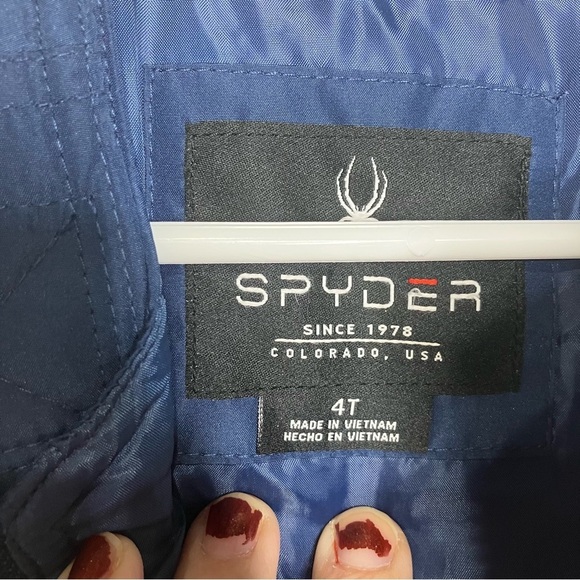 SPYDER
SINCE 1978
COLORADO, USA
4T
MADE IN VIETNAM
HECHO EN VIETNAM